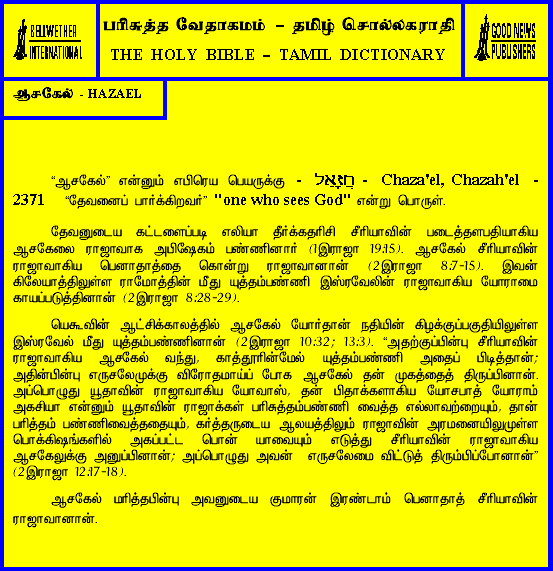 BELLWETHER
INTERNATIONAL
பரிசுத்த வேதாகமம் – தமிழ் சொல்லகராதி
THE HOLY BIBLE – TAMIL DICTIONARY
GOOD NEWS
PUBLISHERS
ஆசகேல் - HAZAEL
“ஆசகேல்” என்னும் எபிரெய பெயருக்கு - חֲזָאֵל - Chaza'el, Chazah'el -
2371 “தேவனைப் பார்க்கிறவர்” "one who sees God" என்று பொருள்.
தேவனுடைய கட்டளைப்படி எலியா தீர்க்கதரிசி சீரியாவின் படைத்தளபதியாகிய
ஆசகேலை ராஜாவாக அபிஷேகம் பண்ணினார் (1இராஜா 19:15). ஆசகேல் சீரியாவின்
ராஜாவாகிய பெனாதாத்தை கொன்று ராஜாவானான் (2இராஜா 8:7-15). இவன்
கிலேயாத்திலுள்ள ராமோத்தின் மீது யுத்தம்பண்ணி இஸ்ரவேலின் ராஜாவாகிய யோராமை
காயப்படுத்தினான் (2இராஜா 8:28-29).
யெகூவின் ஆட்சிக்காலத்தில் ஆசகேல் யோர்தான் நதியின் கிழக்குப்பகுதியிலுள்ள
இஸ்ரவேல் மீது யுத்தம்பண்ணினான் (2இராஜா 10:32; 13:3). “அதற்குப்பின்பு சீரியாவின்
ராஜாவாகிய ஆசகேல் வந்து, காத்தூரின்மேல் யுத்தம்பண்ணி அதைப் பிடித்தான்;
அதின்பின்பு எருசலேமுக்கு விரோதமாய்ப் போக ஆசகேல் தன் முகத்தைத் திருப்பினான்.
அப்பொழுது யூதாவின் ராஜாவாகிய யோவாஸ், தன் பிதாக்களாகிய யோசபாத் யோராம்
அகசியா என்னும் யூதாவின் ராஜாக்கள் பரிசுத்தம்பண்ணி வைத்த எல்லாவற்றையும், தான்
பரித்தம் பண்ணிவைத்ததையும், கர்த்தருடைய ஆலயத்திலும் ராஜாவின் அரமனையிலுமுள்ள
பொக்கிஷங்களில் அகப்பட்ட பொன் யாவையும் எடுத்து சீரியாவின் ராஜாவாகிய
ஆசகேலுக்கு அனுப்பினான்; அப்பொழுது அவன் எருசலைமை விட்டுத் திரும்பிப்போனான்”
(2இராஜா 12:17-18).
ஆசகேல் மரித்தபின்பு அவனுடைய குமாரன் இரண்டாம் பெனாதாத் சீரியாவின்
ராஜாவானான்.